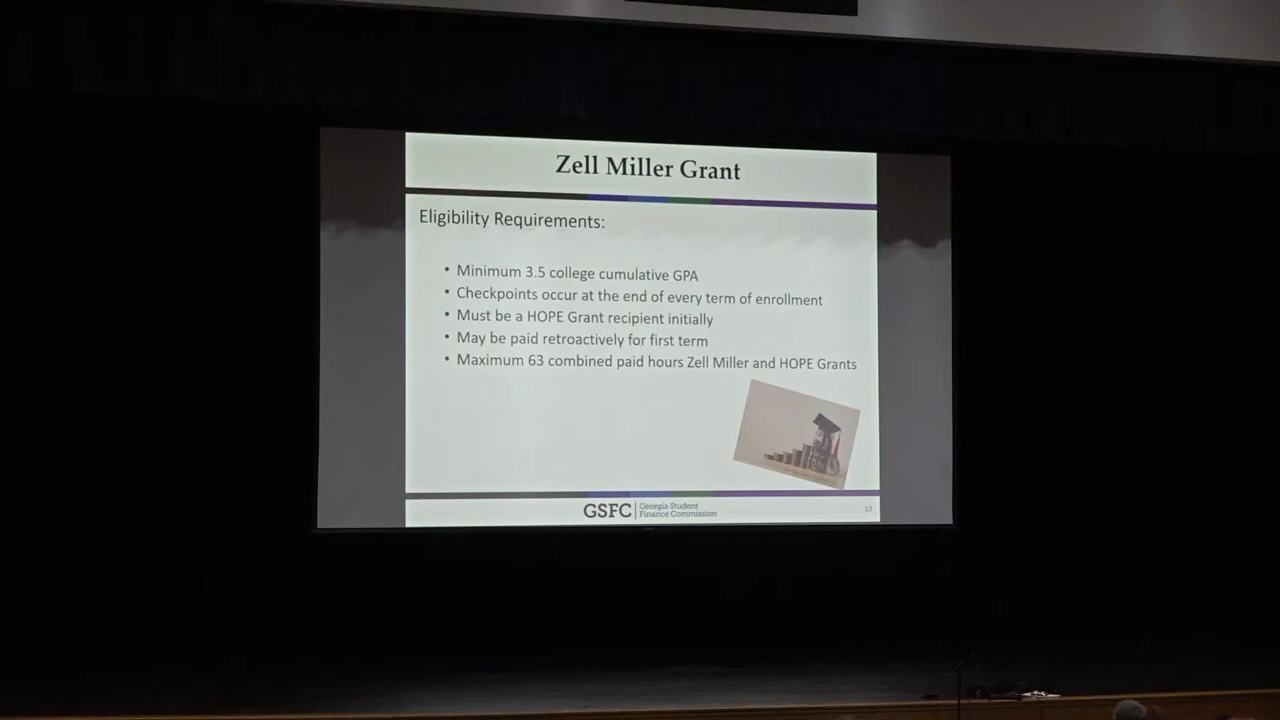 Zell Miller Grant
Eligibility Requirements:
• Minimum 3.5 college cumulative GPA
• Checkpoints occur at the end of every term of enrollment
• Must be a HOPE Grant recipient initially
• May be paid retroactively for first term
• Maximum 63 combined paid hours Zell Miller and HOPE Grants
GSFC | Georgia Student
Finance Commission
13